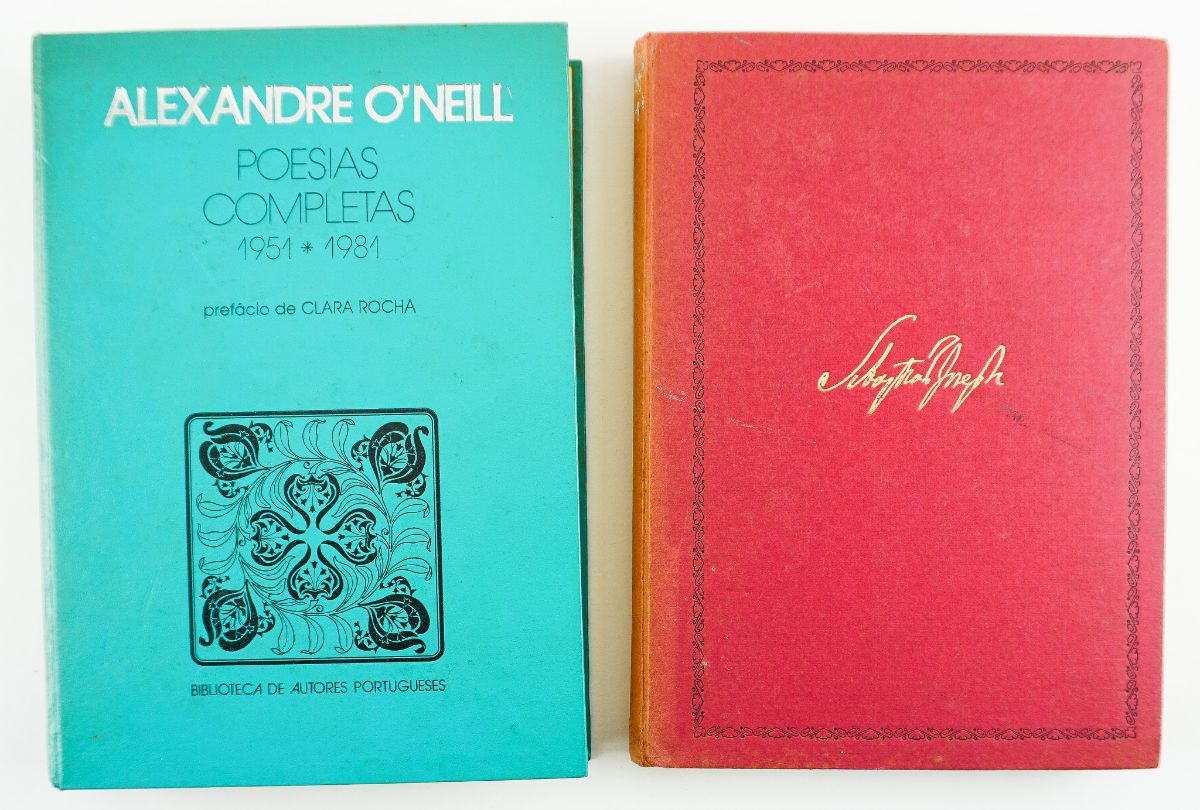 ALEXANDRE O'NEILL
POESIAS
COMPLETAS
1951 * 1981
prefácio de CLARA ROCHA
BIBLIOTECA DE AUTORES PORTUGUESES